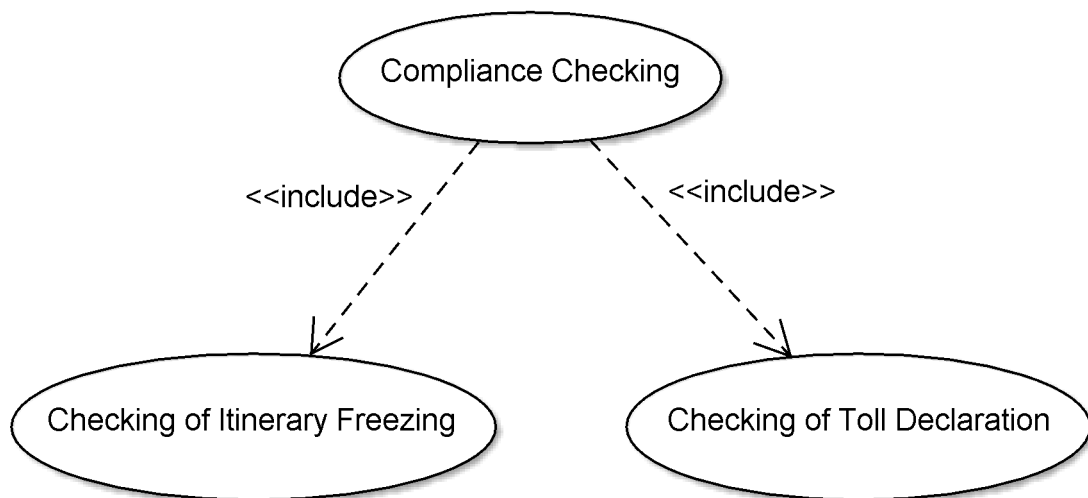 Compliance Checking
<<include>>
<<include>>
Checking of Itinerary Freezing
Checking of Toll Declaration